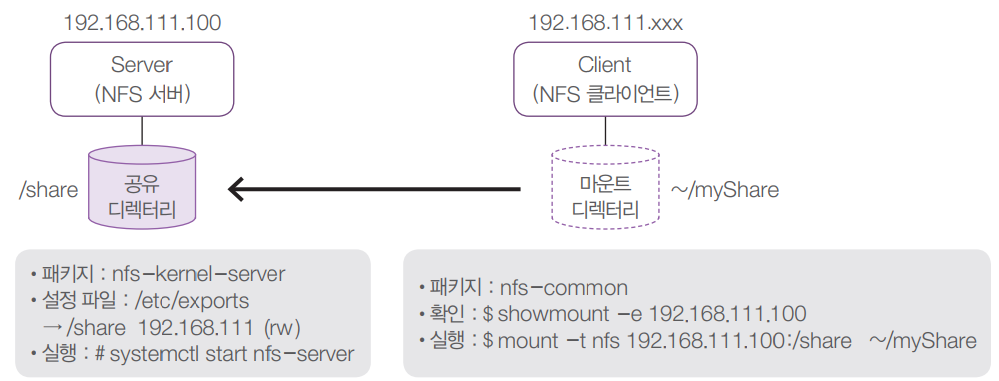 192.168.111.100
Server
(NFS 서버)
/share
공유
디렉터리
• 패키지 : nfs-kernel-server
• 설정 파일 : /etc/exports
→ /share 192.168.111 (rw)
• 실행 : # systemctl start nfs-server
192.168.111.xxx
Client
(NFS 클라이언트)
마운트
디렉터리
~/myShare
• 패키지 : nfs-common
• 확인 : $ showmount -e 192.168.111.100
• 실행 : $ mount -t nfs 192.168.111.100:/share ~/myShare